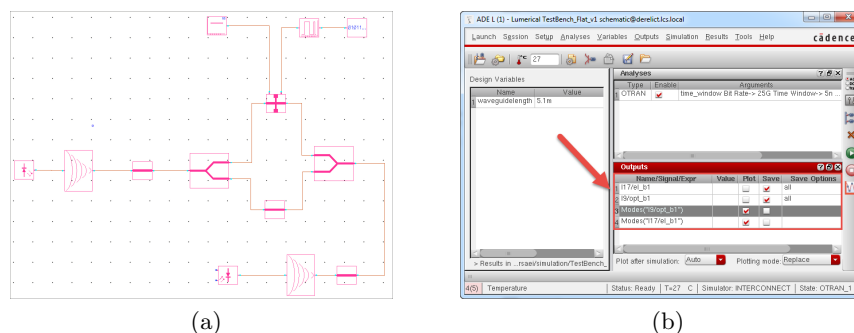 ADE L (1) - Lumerical TestBench_Flat_v1 schematic@derelict.lcs.local
Launch Session Setup Analyses Variables Outputs Simulation Results Tools Help cādence
27
Design Variables
Name Value
1 waveguidelength 5.1m
> Results in ...rsaei/simulation/TestBench_
Analyses
Type Enable Arguments
1 OTRAN time_window Bit Rate-> 25G Time Window-> 5n ...
Outputs
Name/Signal/Expr Value Plot Save Save Options
1 I17/el_b1 all
2 I9/opt_b1 all
3 Modes("I9/opt_b1")
4 Modes("I17/el_b1")
Plot after simulation: Auto Plotting mode: Replace
4(5) Temperature Status: Ready T=27 C Simulator: INTERCONNECT State: OTRAN_1
(a) (b)